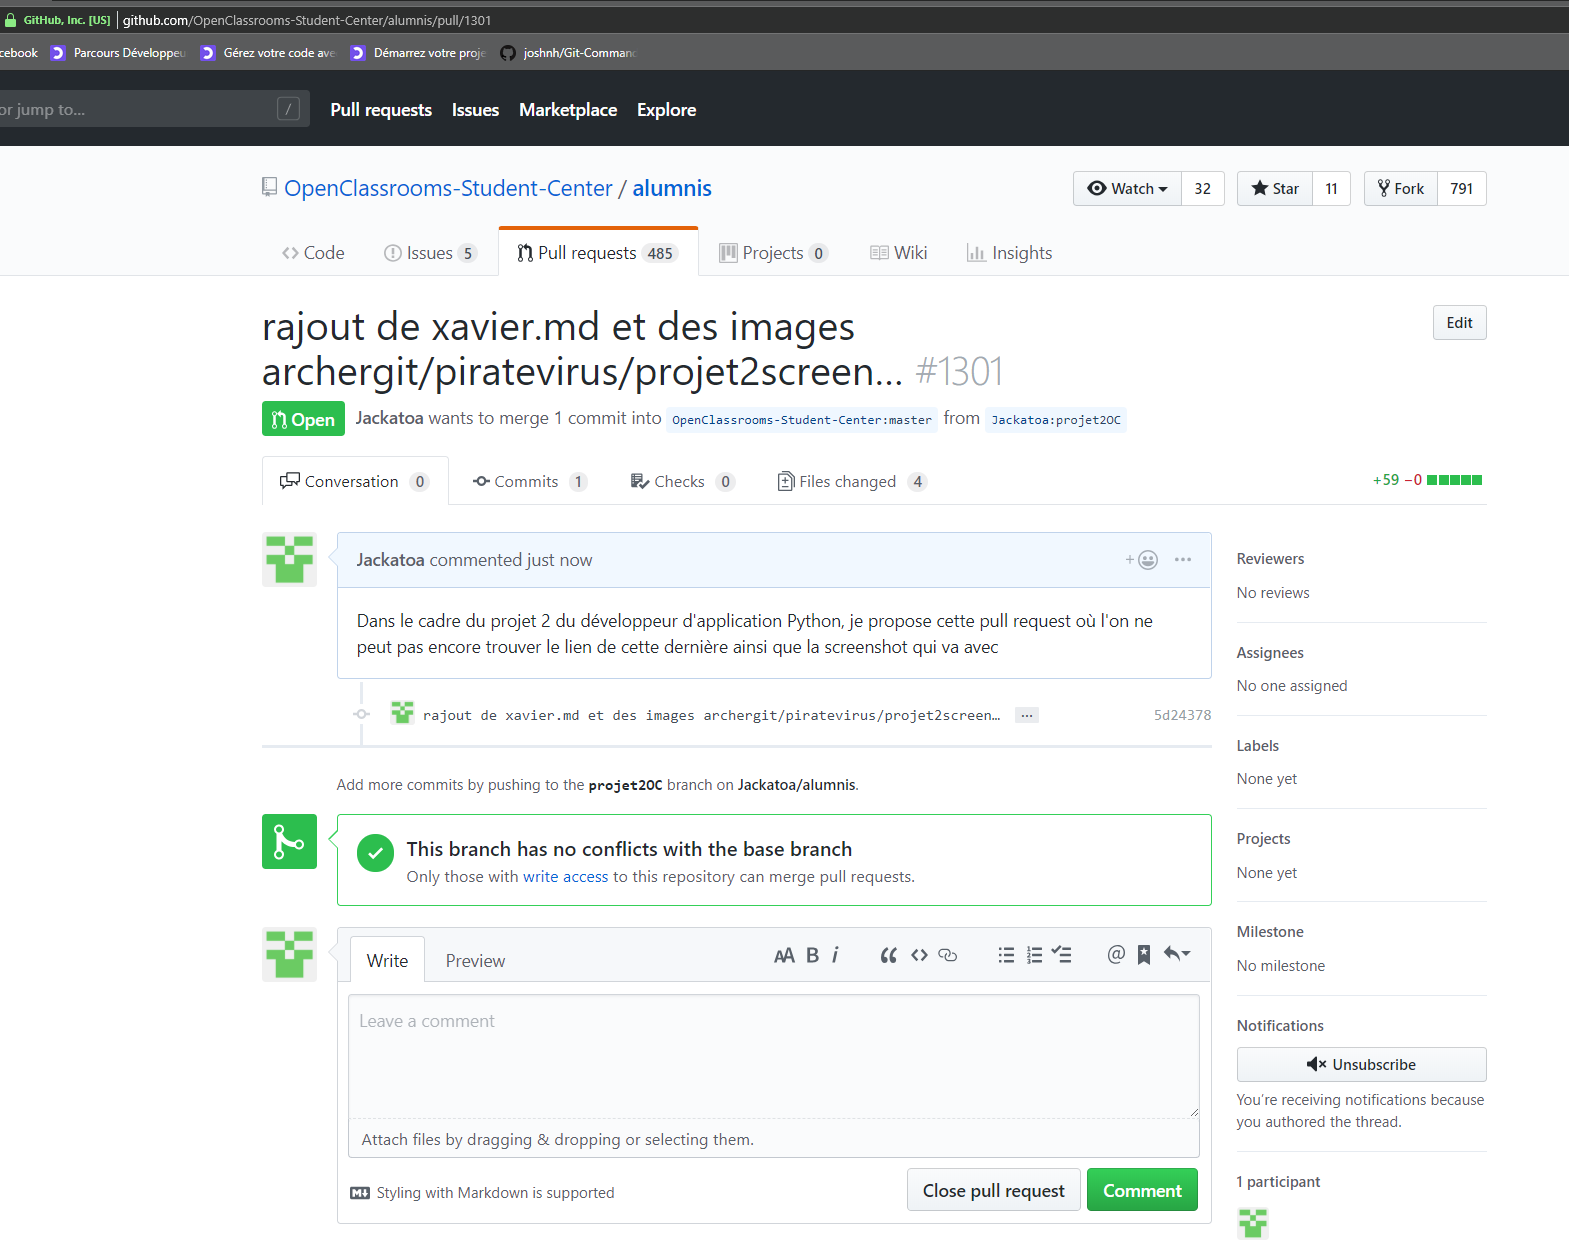 GitHub, Inc. [US] github.com/OpenClassrooms-Student-Center/alumnis/pull/1301
cebook Parcours Développeu Gérez votre code ave Démarrez votre proje joshnh/Git-Comman
or jump to... / Pull requests Issues Marketplace Explore
OpenClassrooms-Student-Center / alumnis Watch 32 Star 11 Fork 791
Code Issues 5 Pull requests 485 Projects 0 Wiki Insights
rajout de xavier.md et des images Edit
archergit/piratevirus/projet2screen... #1301
Open Jackatoa wants to merge 1 commit into OpenClassrooms-Student-Center:master from Jackatoa:projet2OC
Conversation 0 Commits 1 Checks 0 Files changed 4 +59 −0
Jackatoa commented just now
Dans le cadre du projet 2 du développeur d'application Python, je propose cette pull request où l'on ne
peut pas encore trouver le lien de cette dernière ainsi que la screenshot qui va avec
rajout de xavier.md et des images archergit/piratevirus/projet2screen… ... 5d24378
Add more commits by pushing to the projet2OC branch on Jackatoa/alumnis.
This branch has no conflicts with the base branch
Only those with write access to this repository can merge pull requests.
Write Preview AA B i
Leave a comment
Attach files by dragging & dropping or selecting them.
Styling with Markdown is supported Close pull request Comment
Reviewers
No reviews
Assignees
No one assigned
Labels
None yet
Projects
None yet
Milestone
No milestone
Notifications
Unsubscribe
You're receiving notifications because
you authored the thread.
1 participant